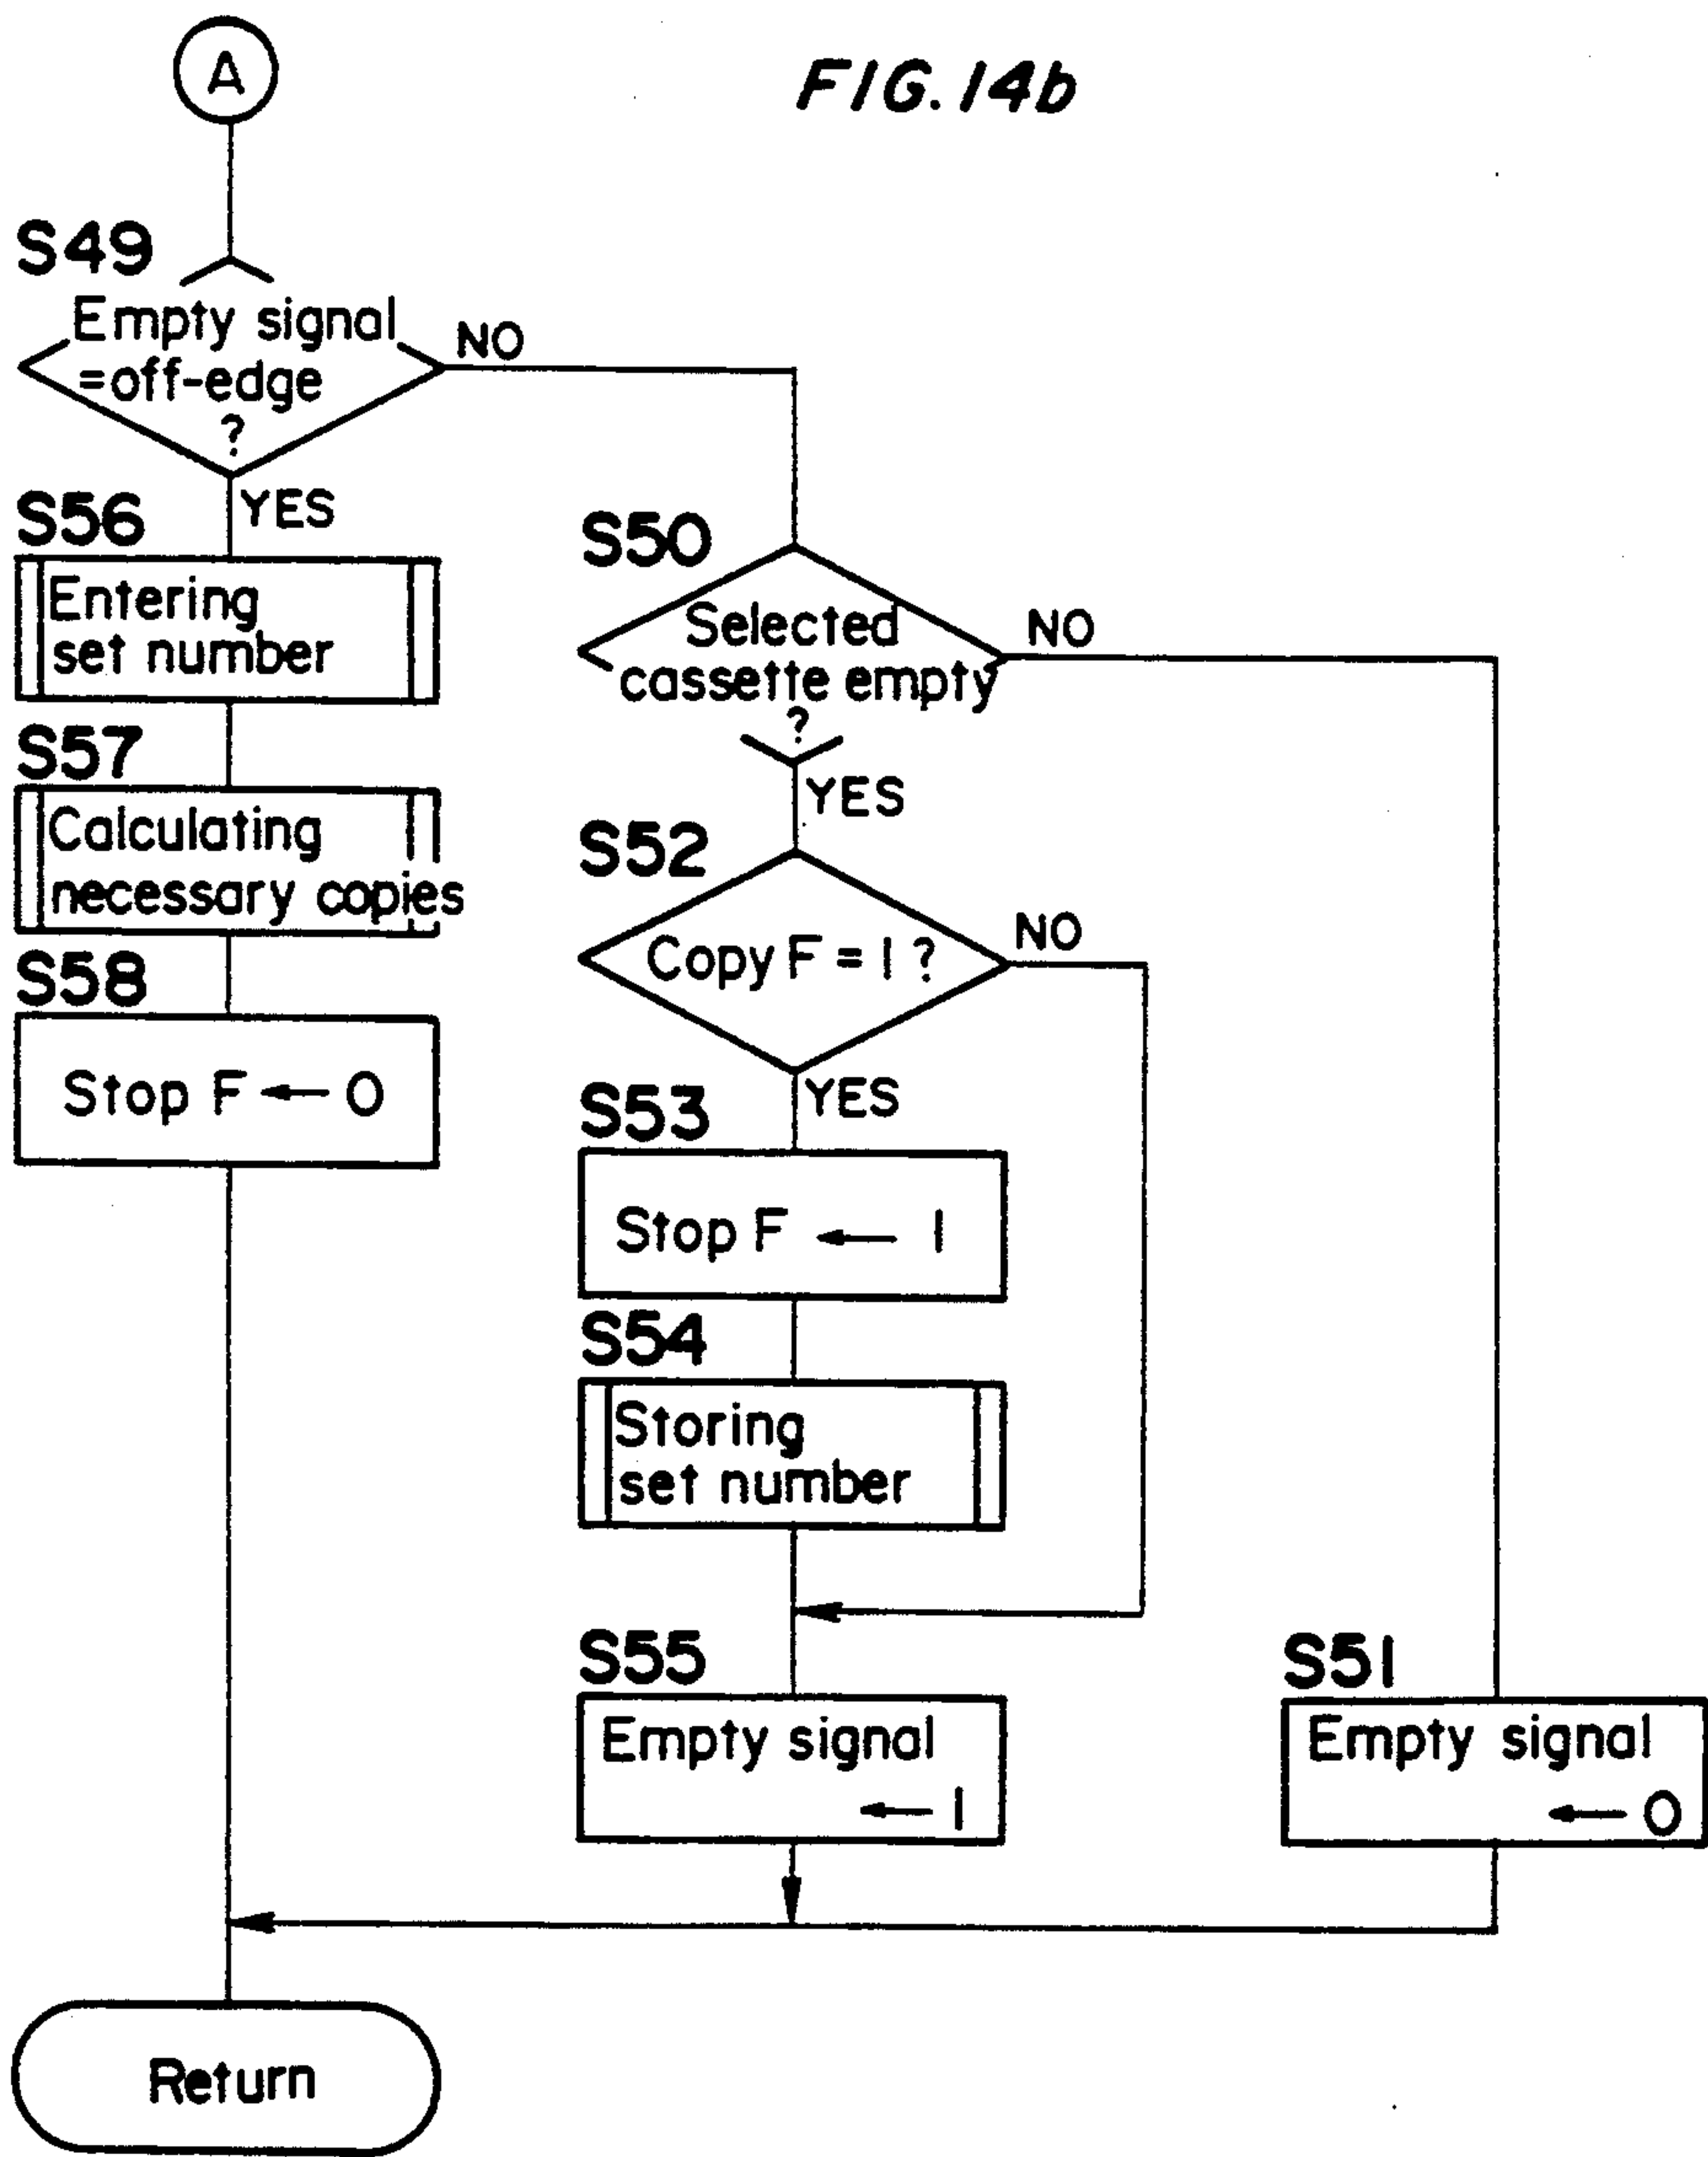 A
FIG. 14b
S49
Empty signal
=off-edge
?
NO
YES
S56
Entering
set number
S57
Calculating
necessary copies
S58
Stop F ← 0
S50
Selected
cassette empty
?
NO
YES
S52
Copy F = 1 ?
NO
YES
S53
Stop F ← 1
S54
Storing
set number
S55
Empty signal
← 1
S51
Empty signal
← 0
Return